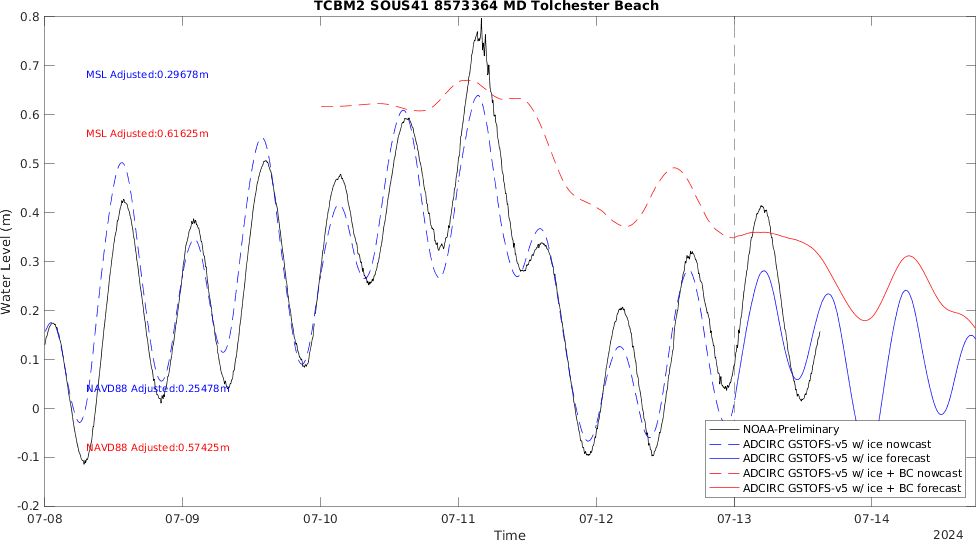 TCBM2 SOUS41 8573364 MD Tolchester Beach
0.8
0.7
0.6
0.5
0.4
0.3
0.2
0.1
0
-0.1
-0.2
Water Level (m)
MSL Adjusted:0.29678m
MSL Adjusted:0.61625m
NAVD88 Adjusted:0.25478m
NAVD88 Adjusted:0.57425m
NOAA-Preliminary
ADCIRC GSTOFS-v5 w/ ice nowcast
ADCIRC GSTOFS-v5 w/ ice forecast
ADCIRC GSTOFS-v5 w/ ice + BC nowcast
ADCIRC GSTOFS-v5 w/ ice + BC forecast
07-08 07-09 07-10 07-11 07-12 07-13 07-14
Time
2024